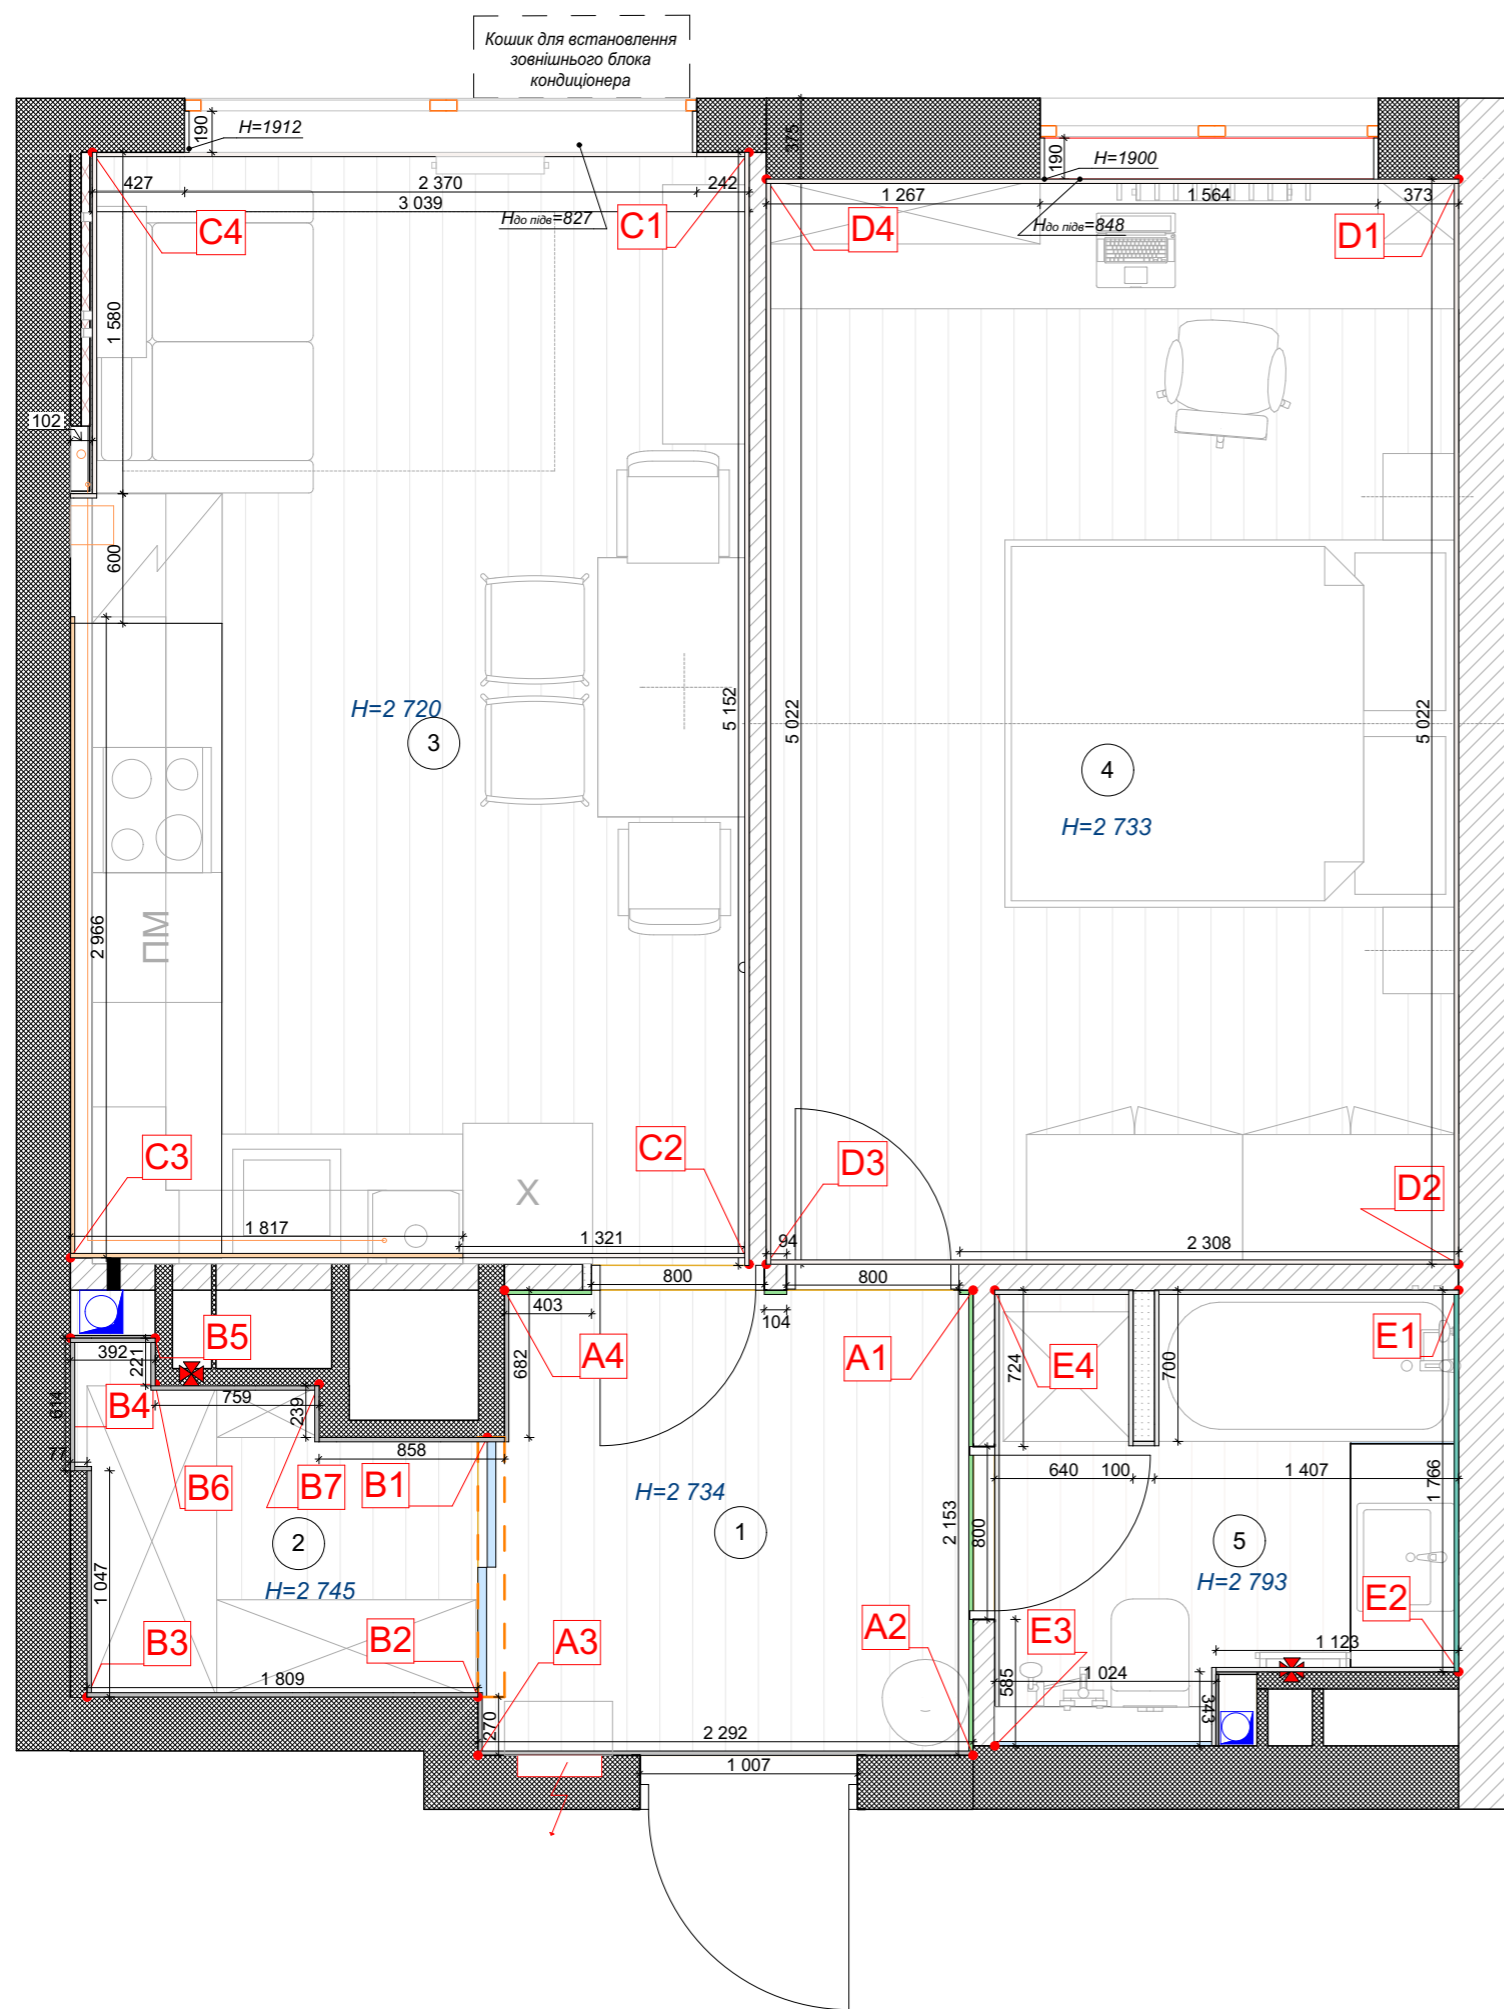 Кошик для встановлення
зовнішнього блока
кондиціонера
190
H=1912
375
190
H=1900
427
2 370
242
3 039
Hдо підв=827
C4
C1
1 267
1 564
373
Hдо підв=848
D4
D1
1 580
102
600
H=2 720
3
5 152
5 022
5 022
4
H=2 733
2 966
ПМ
C3
C2
D3
D2
X
1 817
1 321
94
2 308
800
800
403
104
B5
A4
A1
E4
E1
392
221
682
724
700
614
B4
759
239
77
858
B6
B7
B1
640
100
1 407
1 766
H=2 734
1
2 153
800
5
H=2 793
2
H=2 745
1 047
B3
B2
A3
A2
E3
E2
1 123
1 809
270
585
1 024
343
2 292
1 007